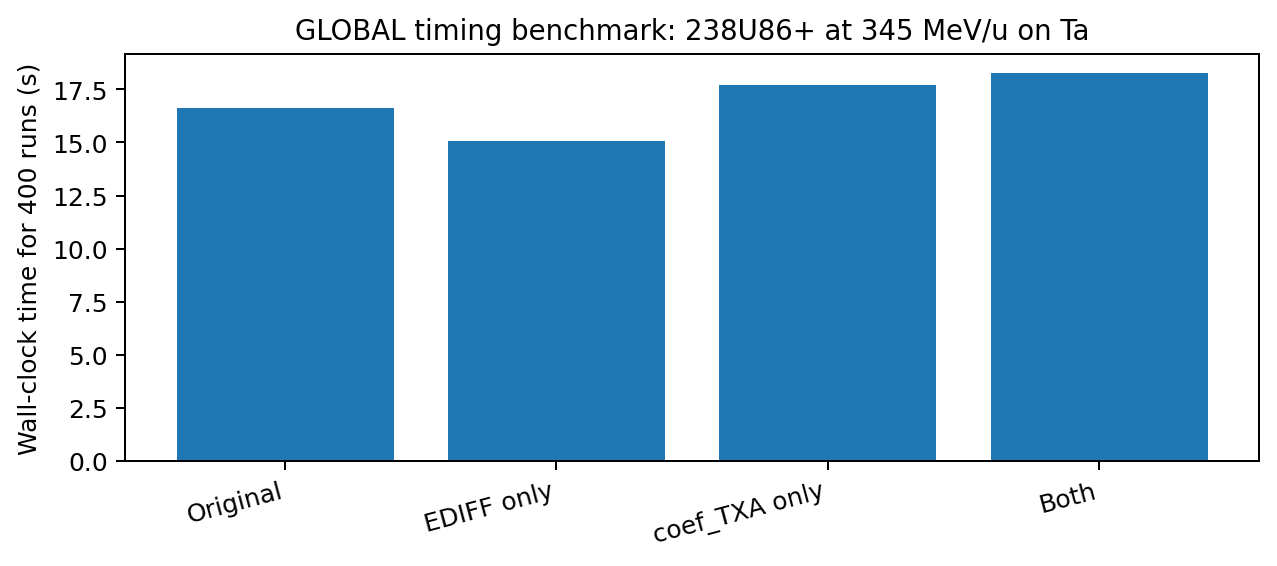 GLOBAL timing benchmark: 238U86+ at 345 MeV/u on Ta
Wall-clock time for 400 runs (s)
17.5
15.0
12.5
10.0
7.5
5.0
2.5
0.0
Original
EDIFF only
coef_TXA only
Both